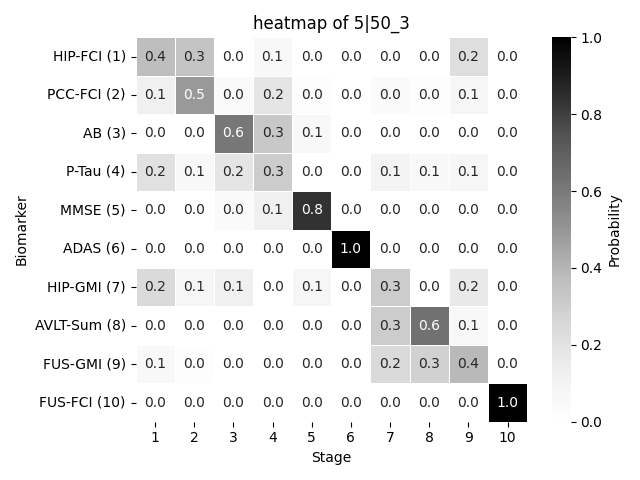 heatmap of 5|50_3
HIP-FCI (1) 0.4 0.3 0.0 0.1 0.0 0.0 0.0 0.0 0.2 0.0
PCC-FCI (2) 0.1 0.5 0.0 0.2 0.0 0.0 0.0 0.0 0.1 0.0
AB (3) 0.0 0.0 0.6 0.3 0.1 0.0 0.0 0.0 0.0 0.0
P-Tau (4) 0.2 0.1 0.2 0.3 0.0 0.0 0.1 0.1 0.1 0.0
MMSE (5) 0.0 0.0 0.0 0.1 0.8 0.0 0.0 0.0 0.0 0.0
ADAS (6) 0.0 0.0 0.0 0.0 0.0 1.0 0.0 0.0 0.0 0.0
HIP-GMI (7) 0.2 0.1 0.1 0.0 0.1 0.0 0.3 0.0 0.2 0.0
AVLT-Sum (8) 0.0 0.0 0.0 0.0 0.0 0.0 0.3 0.6 0.1 0.0
FUS-GMI (9) 0.1 0.0 0.0 0.0 0.0 0.0 0.2 0.3 0.4 0.0
FUS-FCI (10) 0.0 0.0 0.0 0.0 0.0 0.0 0.0 0.0 0.0 1.0
1 2 3 4 5 6 7 8 9 10
Stage
Biomarker
1.0
0.8
0.6
0.4
0.2
0.0
Probability